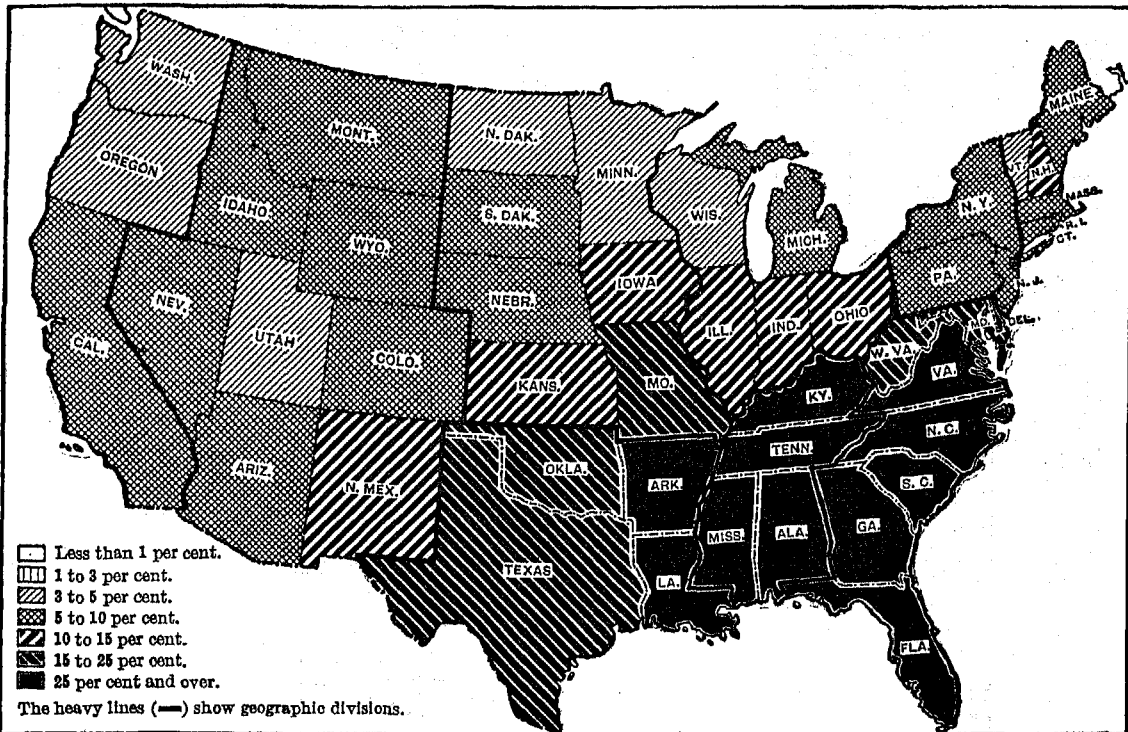 WASH.
OREGON
CAL.
NEV.
IDAHO.
MONT.
WYO.
UTAH
COLO.
ARIZ.
N. MEX.
N. DAK.
S. DAK.
NEBR.
KANS.
OKLA.
TEXAS
MINN.
IOWA
MO.
ARK.
LA.
WIS.
ILL.
MICH.
IND.
OHIO
KY.
TENN.
MISS.
ALA.
GA.
FLA.
S. C.
N. C.
VA.
W. VA.
MD.
DEL.
PA.
N. J.
N. Y.
CT.
R. I.
MASS.
VT.
N.H.
MAINE
Less than 1 per cent.
1 to 3 per cent.
3 to 5 per cent.
5 to 10 per cent.
10 to 15 per cent.
15 to 25 per cent.
25 per cent and over.
The heavy lines (▬) show geographic divisions.